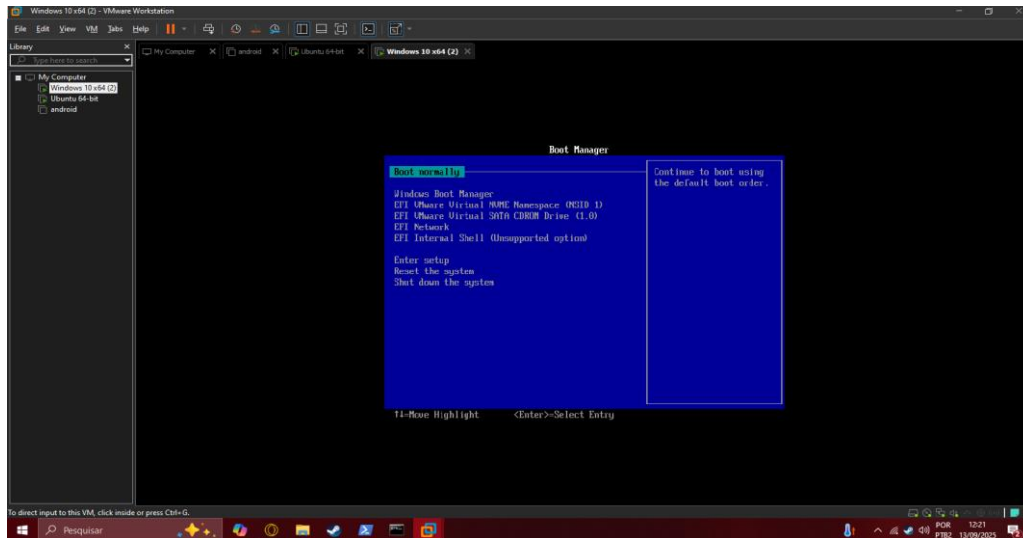 Windows 10 x64 (2) - VMware Workstation
File Edit View VM Tabs Help
Library
Type here to search
My Computer
Windows 10 x64 (2)
Ubuntu 64-bit
android
My Computer
android
Ubuntu 64-bit
Windows 10 x64 (2)
Boot Manager
Boot normally
Windows Boot Manager
EFI VMware Virtual NVME Namespace (NSID 1)
EFI VMware Virtual SATA CDROM Drive (1.0)
EFI Network
EFI Internal Shell (Unsupported option)
Enter setup
Reset the system
Shut down the system
Continue to boot using
the default boot order.
↑↓=Move Highlight <Enter>=Select Entry
To direct input to this VM, click inside or press Ctrl+G.
Pesquisar
POR
PTB2
12:21
13/09/2025